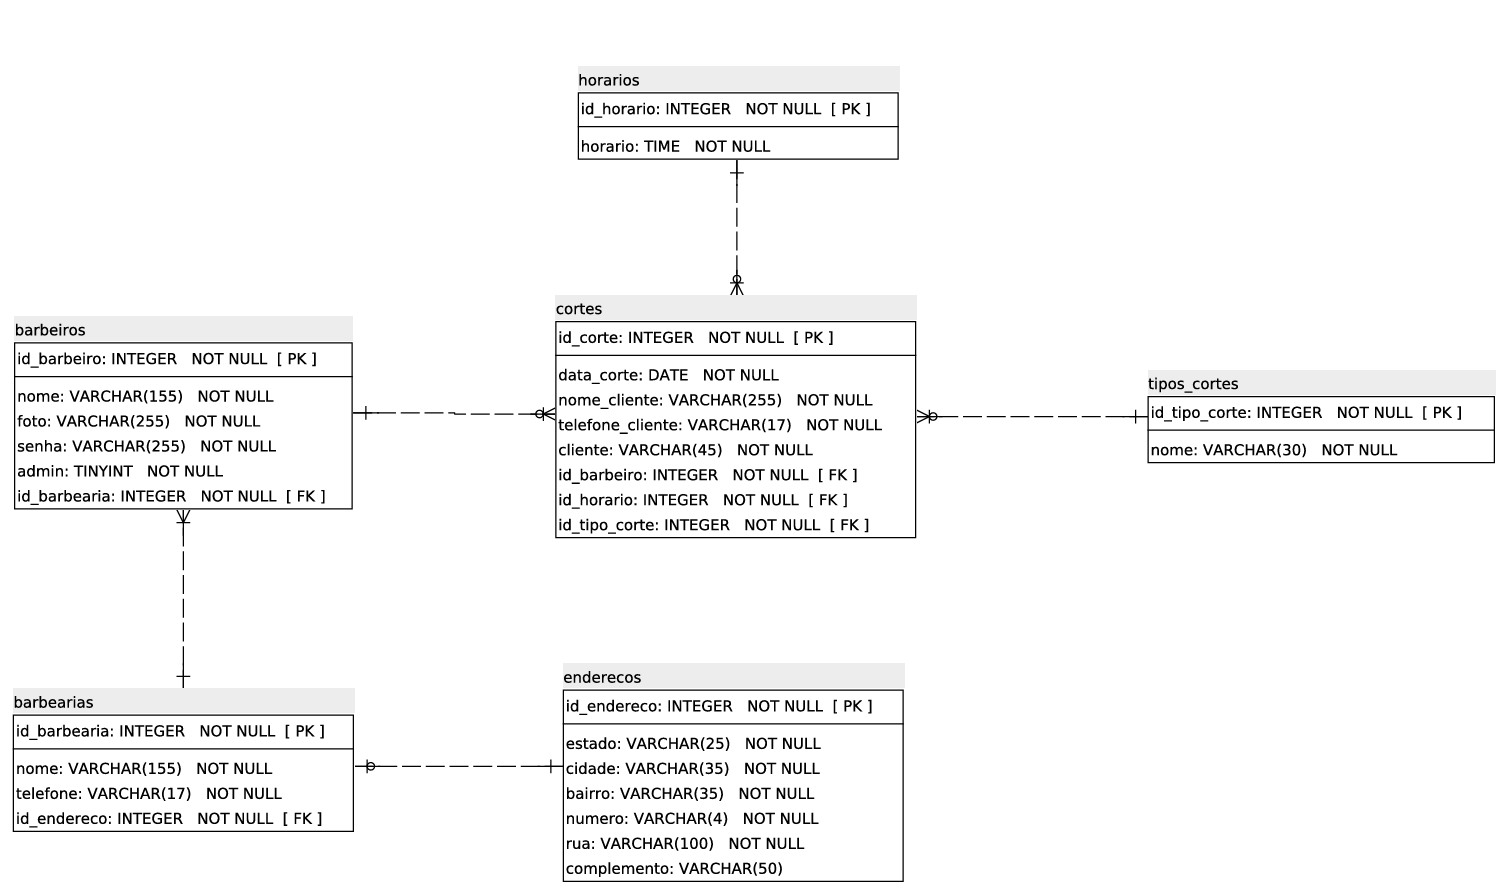 horarios
id_horario: INTEGER NOT NULL [ PK ]
horario: TIME NOT NULL
barbeiros
id_barbeiro: INTEGER NOT NULL [ PK ]
nome: VARCHAR(155) NOT NULL
foto: VARCHAR(255) NOT NULL
senha: VARCHAR(255) NOT NULL
admin: TINYINT NOT NULL
id_barbearia: INTEGER NOT NULL [ FK ]
cortes
id_corte: INTEGER NOT NULL [ PK ]
data_corte: DATE NOT NULL
nome_cliente: VARCHAR(255) NOT NULL
telefone_cliente: VARCHAR(17) NOT NULL
cliente: VARCHAR(45) NOT NULL
id_barbeiro: INTEGER NOT NULL [ FK ]
id_horario: INTEGER NOT NULL [ FK ]
id_tipo_corte: INTEGER NOT NULL [ FK ]
tipos_cortes
id_tipo_corte: INTEGER NOT NULL [ PK ]
nome: VARCHAR(30) NOT NULL
barbearias
id_barbearia: INTEGER NOT NULL [ PK ]
nome: VARCHAR(155) NOT NULL
telefone: VARCHAR(17) NOT NULL
id_endereco: INTEGER NOT NULL [ FK ]
enderecos
id_endereco: INTEGER NOT NULL [ PK ]
estado: VARCHAR(25) NOT NULL
cidade: VARCHAR(35) NOT NULL
bairro: VARCHAR(35) NOT NULL
numero: VARCHAR(4) NOT NULL
rua: VARCHAR(100) NOT NULL
complemento: VARCHAR(50)